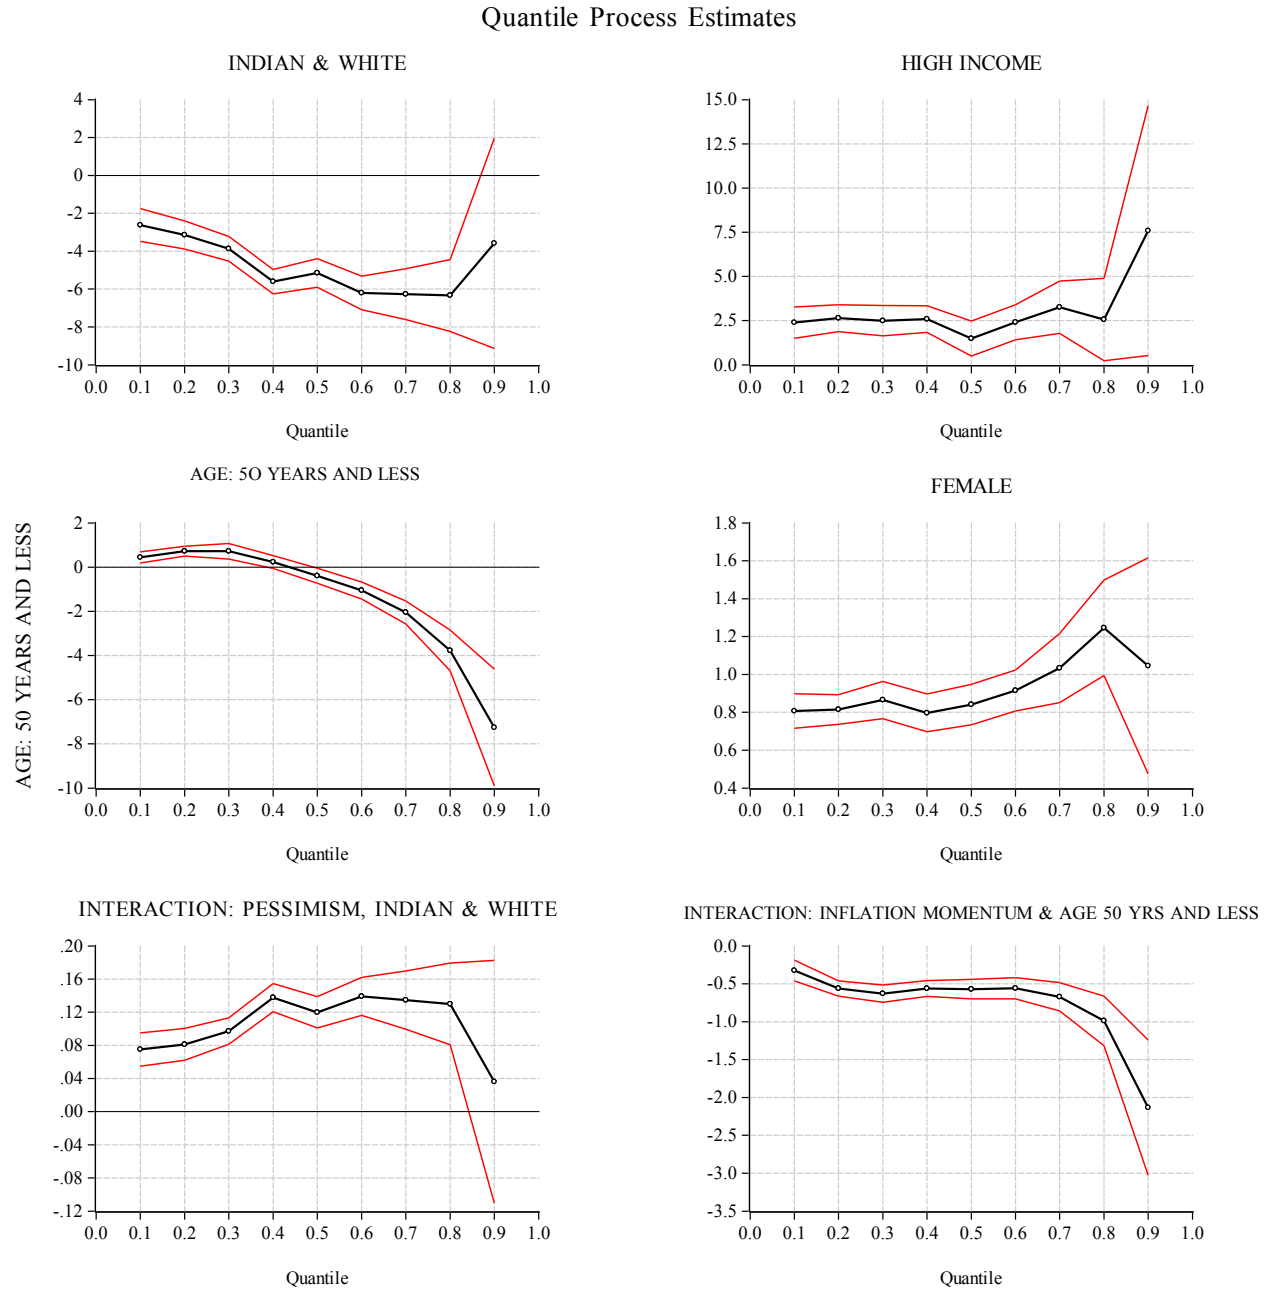 Quantile Process Estimates
INDIAN & WHITE
4
2
0
-2
-4
-6
-8
-10
0.0 0.1 0.2 0.3 0.4 0.5 0.6 0.7 0.8 0.9 1.0
Quantile
HIGH INCOME
15.0
12.5
10.0
7.5
5.0
2.5
0.0
0.0 0.1 0.2 0.3 0.4 0.5 0.6 0.7 0.8 0.9 1.0
Quantile
AGE: 5O YEARS AND LESS
AGE: 50 YEARS AND LESS
2
0
-2
-4
-6
-8
-10
0.0 0.1 0.2 0.3 0.4 0.5 0.6 0.7 0.8 0.9 1.0
Quantile
FEMALE
1.8
1.6
1.4
1.2
1.0
0.8
0.6
0.4
0.0 0.1 0.2 0.3 0.4 0.5 0.6 0.7 0.8 0.9 1.0
Quantile
INTERACTION: PESSIMISM, INDIAN & WHITE
.20
.16
.12
.08
.04
.00
-.04
-.08
-.12
0.0 0.1 0.2 0.3 0.4 0.5 0.6 0.7 0.8 0.9 1.0
Quantile
INTERACTION: INFLATION MOMENTUM & AGE 50 YRS AND LESS
0.0
-0.5
-1.0
-1.5
-2.0
-2.5
-3.0
-3.5
0.0 0.1 0.2 0.3 0.4 0.5 0.6 0.7 0.8 0.9 1.0
Quantile